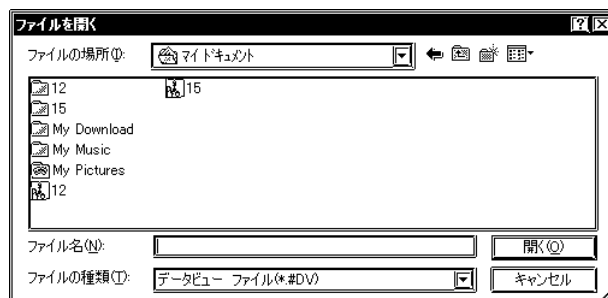 ファイルを開く
ファイルの場所(I):
マイ ドキュメント
12
15
My Download
My Music
My Pictures
12
15
ファイル名(N):
開く(O)
ファイルの種類(T):
データビュー ファイル(*.#DV)
キャンセル